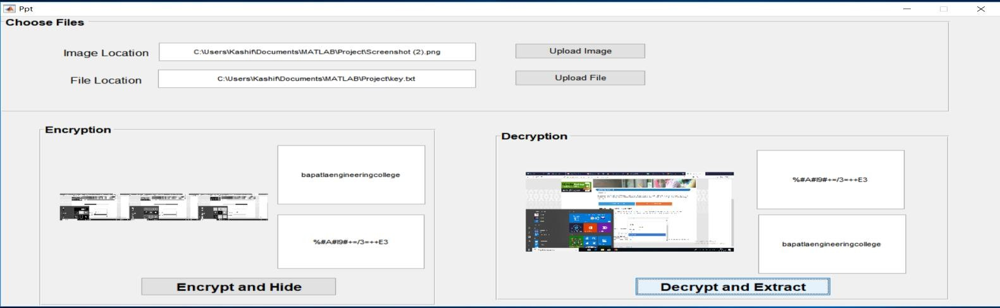 Ppt
Choose Files
Image Location
C:\Users\Kashif\Documents\MATLAB\Project\Screenshot (2).png
Upload Image
File Location
C:\Users\Kashif\Documents\MATLAB\Project\key.txt
Upload File
Encryption
bapatlaengineeringcollege
%#A#I9#+=/3=++E3
Encrypt and Hide
Decryption
%#A#I9#+=/3=++E3
bapatlaengineeringcollege
Decrypt and Extract